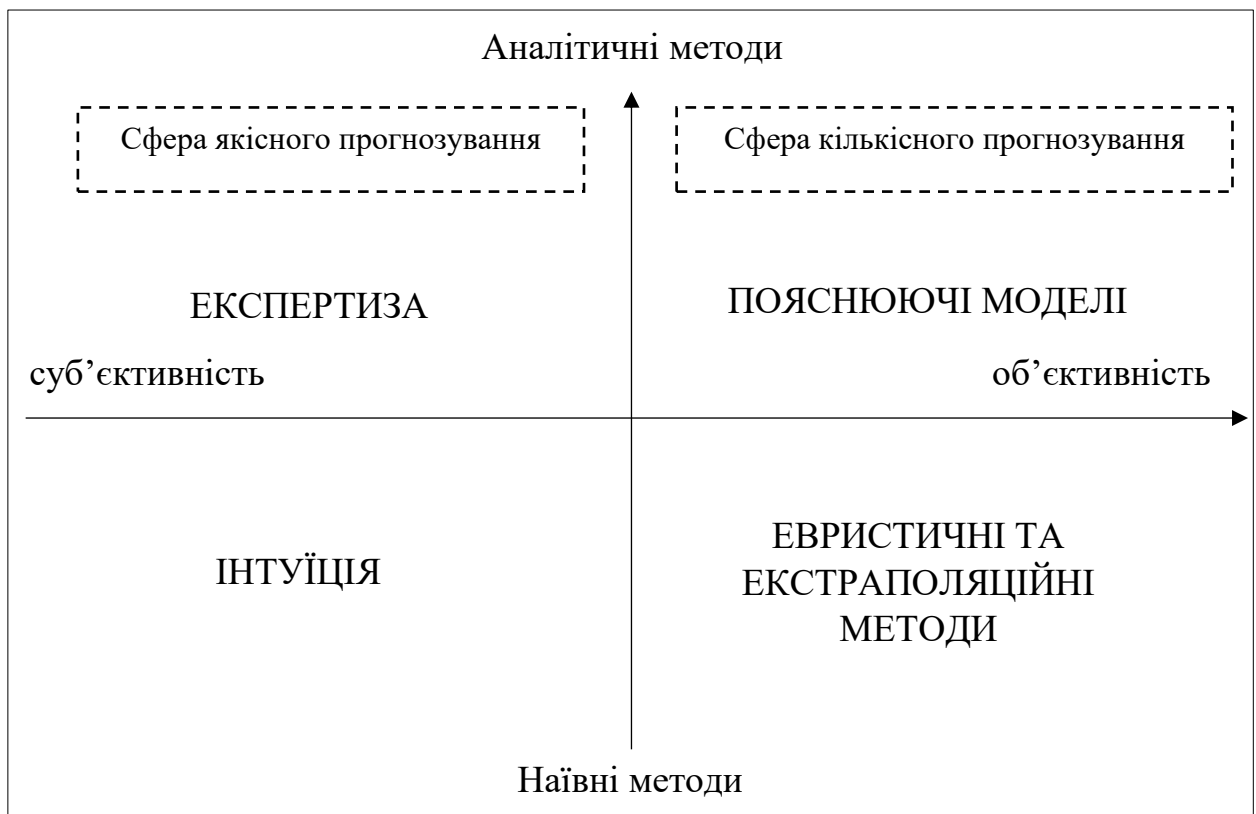 Аналітичні методи
Сфера якісного прогнозування
Сфера кількісного прогнозування
ЕКСПЕРТИЗА
ПОЯСНЮЮЧІ МОДЕЛІ
суб’єктивність
об’єктивність
ІНТУЇЦІЯ
ЕВРИСТИЧНІ ТА
ЕКСТРАПОЛЯЦІЙНІ
МЕТОДИ
Наївні методи